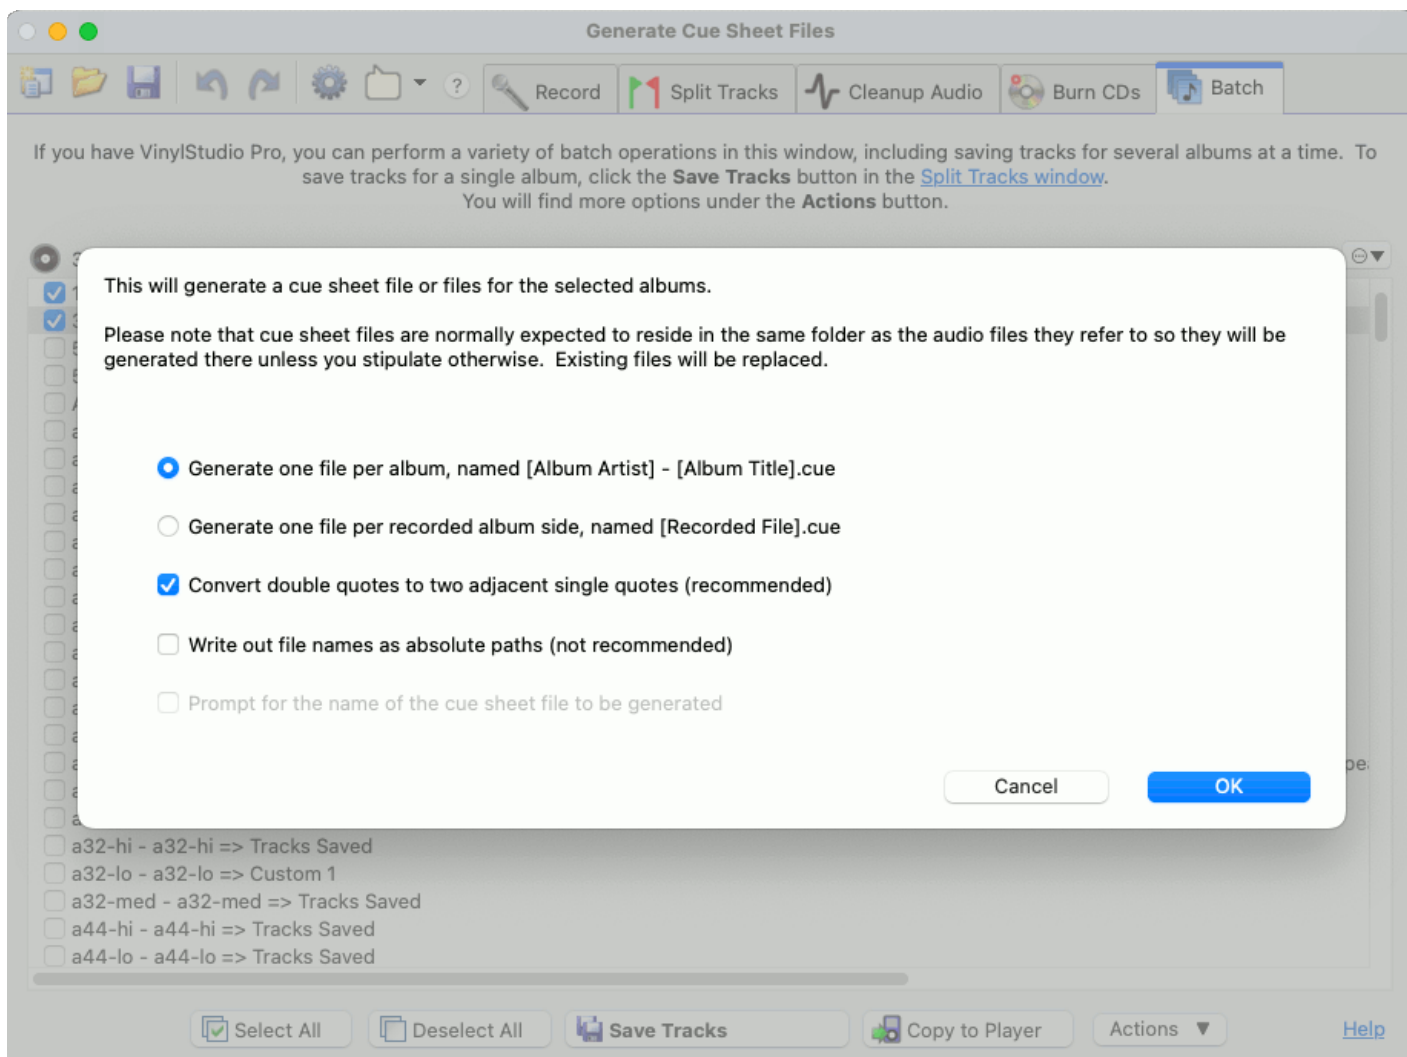 Generate Cue Sheet Files
Record
Split Tracks
Cleanup Audio
Burn CDs
Batch
If you have VinylStudio Pro, you can perform a variety of batch operations in this window, including saving tracks for several albums at a time.  To
save tracks for a single album, click the Save Tracks button in the Split Tracks window.
You will find more options under the Actions button.
This will generate a cue sheet file or files for the selected albums.
Please note that cue sheet files are normally expected to reside in the same folder as the audio files they refer to so they will be
generated there unless you stipulate otherwise.  Existing files will be replaced.
Generate one file per album, named [Album Artist] - [Album Title].cue
Generate one file per recorded album side, named [Recorded File].cue
Convert double quotes to two adjacent single quotes (recommended)
Write out file names as absolute paths (not recommended)
Prompt for the name of the cue sheet file to be generated
Cancel
OK
a32-hi - a32-hi => Tracks Saved
a32-lo - a32-lo => Custom 1
a32-med - a32-med => Tracks Saved
a44-hi - a44-hi => Tracks Saved
a44-lo - a44-lo => Tracks Saved
Select All
Deselect All
Save Tracks
Copy to Player
Actions ▼
Help